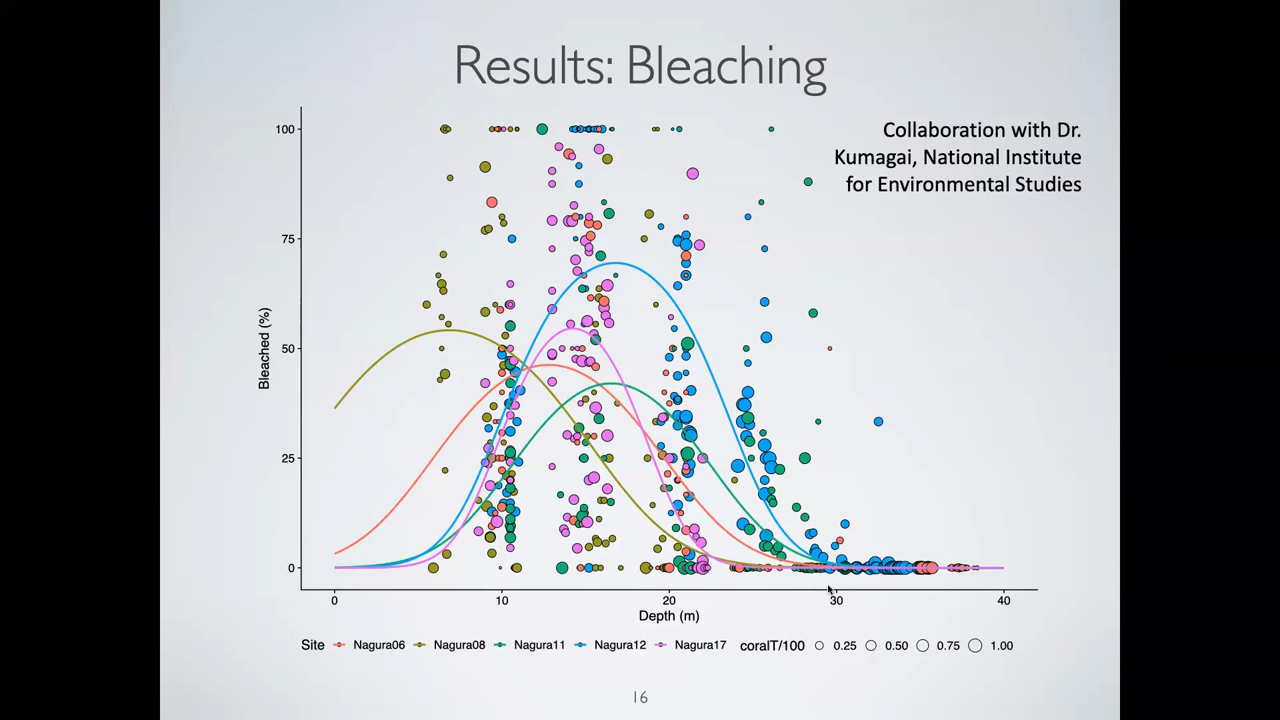 Results: Bleaching
Collaboration with Dr.
Kumagai, National Institute
for Environmental Studies
100
75
50
25
0
Bleached (%)
0 10 20 30 40
Depth (m)
Site Nagura06 Nagura08 Nagura11 Nagura12 Nagura17 coralT/100 0.25 0.50 0.75 1.00
16